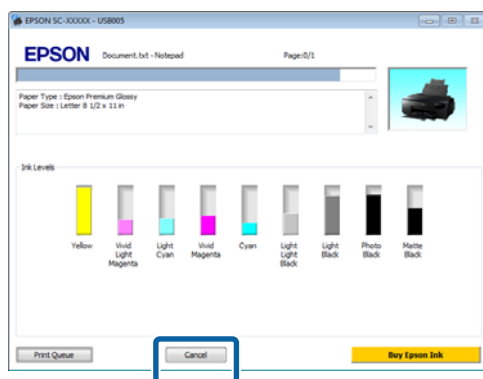 EPSON SC-XXXXX - USB005
EPSON
Document.txt - Notepad
Page:0/1
Paper Type : Epson Premium Glossy
Paper Size : Letter 8 1/2 x 11 in
Ink Levels
Yellow
Vivid
Light
Magenta
Light
Cyan
Vivid
Magenta
Cyan
Light
Light
Black
Light
Black
Photo
Black
Matte
Black
Print Queue
Cancel
Buy Epson Ink